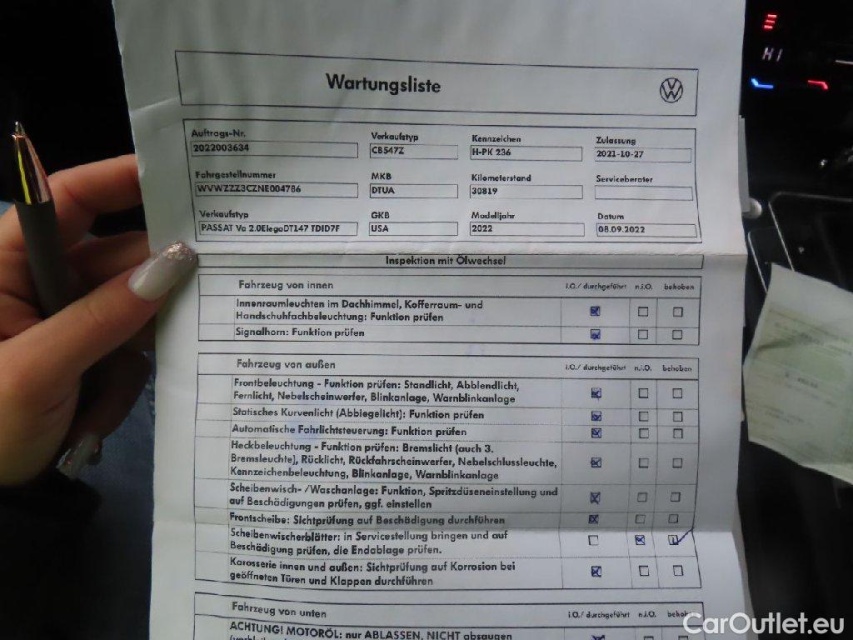 HI
Wartungsliste
Auftrags-Nr. Verkaufstyp Kennzeichen Zulassung
2022003634 CB547Z H-PK 236 2021-10-27
Fahrgestellnummer MKB Kilometerstand Serviceberater
WVWZZZ3CZNE004786 DTUA 30819
Verkaufstyp GKB Modelljahr Datum
PASSAT Va 2.0ElegaDT147 TDID7F USA 2022 08.09.2022
Inspektion mit Ölwechsel
Fahrzeug von innen i.O./ durchgeführt n.i.O. behoben
Innenraumleuchten im Dachhimmel, Kofferraum- und
Handschuhfachbeleuchtung: Funktion prüfen
Signalhorn: Funktion prüfen
Fahrzeug von außen i.O./ durchgeführt n.i.O. behoben
Frontbeleuchtung - Funktion prüfen: Standlicht, Abblendlicht,
Fernlicht, Nebelscheinwerfer, Blinkanlage, Warnblinkanlage
Statisches Kurvenlicht (Abbiegelicht): Funktion prüfen
Automatische Fahrlichtsteuerung: Funktion prüfen
Heckbeleuchtung - Funktion prüfen: Bremslicht (auch 3.
Bremsleuchte), Rücklicht, Rückfahrscheinwerfer, Nebelschlussleuchte,
Kennzeichenbeleuchtung, Blinkanlage, Warnblinkanlage
Scheibenwisch- /Waschanlage: Funktion, Spritzdüseneinstellung und
auf Beschädigungen prüfen, ggf. einstellen
Frontscheibe: Sichtprüfung auf Beschädigung durchführen
Scheibenwischerblätter: in Servicestellung bringen und auf
Beschädigung prüfen, die Endablage prüfen.
Karosserie innen und außen: Sichtprüfung auf Korrosion bei
geöffneten Türen und Klappen durchführen
Fahrzeug von unten i.O./ durchgeführt n.i.O. behoben
ACHTUNG! MOTORÖL: nur ABLASSEN, NICHT absaugen
CarOutlet.eu